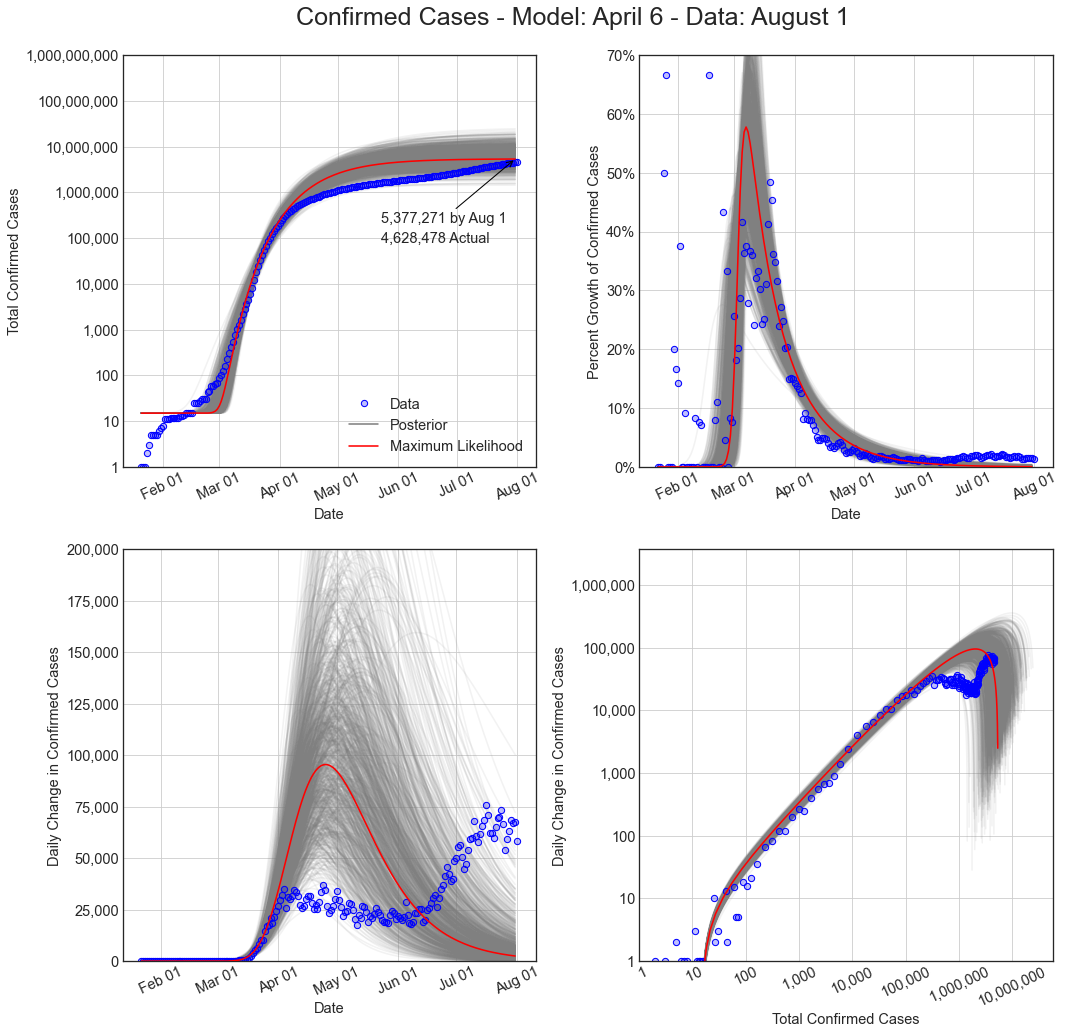 Confirmed Cases - Model: April 6 - Data: August 1
Total Confirmed Cases
1,000,000,000
100,000,000
10,000,000
1,000,000
100,000
10,000
1,000
100
10
1
5,377,271 by Aug 1
4,628,478 Actual
Data
Posterior
Maximum Likelihood
Feb 01
Mar 01
Apr 01
May 01
Jun 01
Jul 01
Aug 01
Date
Percent Growth of Confirmed Cases
70%
60%
50%
40%
30%
20%
10%
0%
Feb 01
Mar 01
Apr 01
May 01
Jun 01
Jul 01
Aug 01
Date
Daily Change in Confirmed Cases
200,000
175,000
150,000
125,000
100,000
75,000
50,000
25,000
0
Feb 01
Mar 01
Apr 01
May 01
Jun 01
Jul 01
Aug 01
Date
Daily Change in Confirmed Cases
1,000,000
100,000
10,000
1,000
100
10
1
1
10
100
1,000
10,000
100,000
1,000,000
10,000,000
Total Confirmed Cases